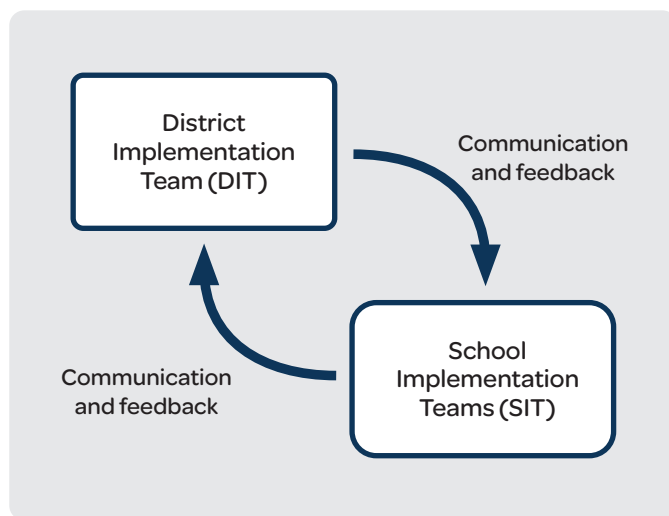 District
Implementation
Team (DIT)
Communication
and feedback
School
Implementation
Teams (SIT)
Communication
and feedback